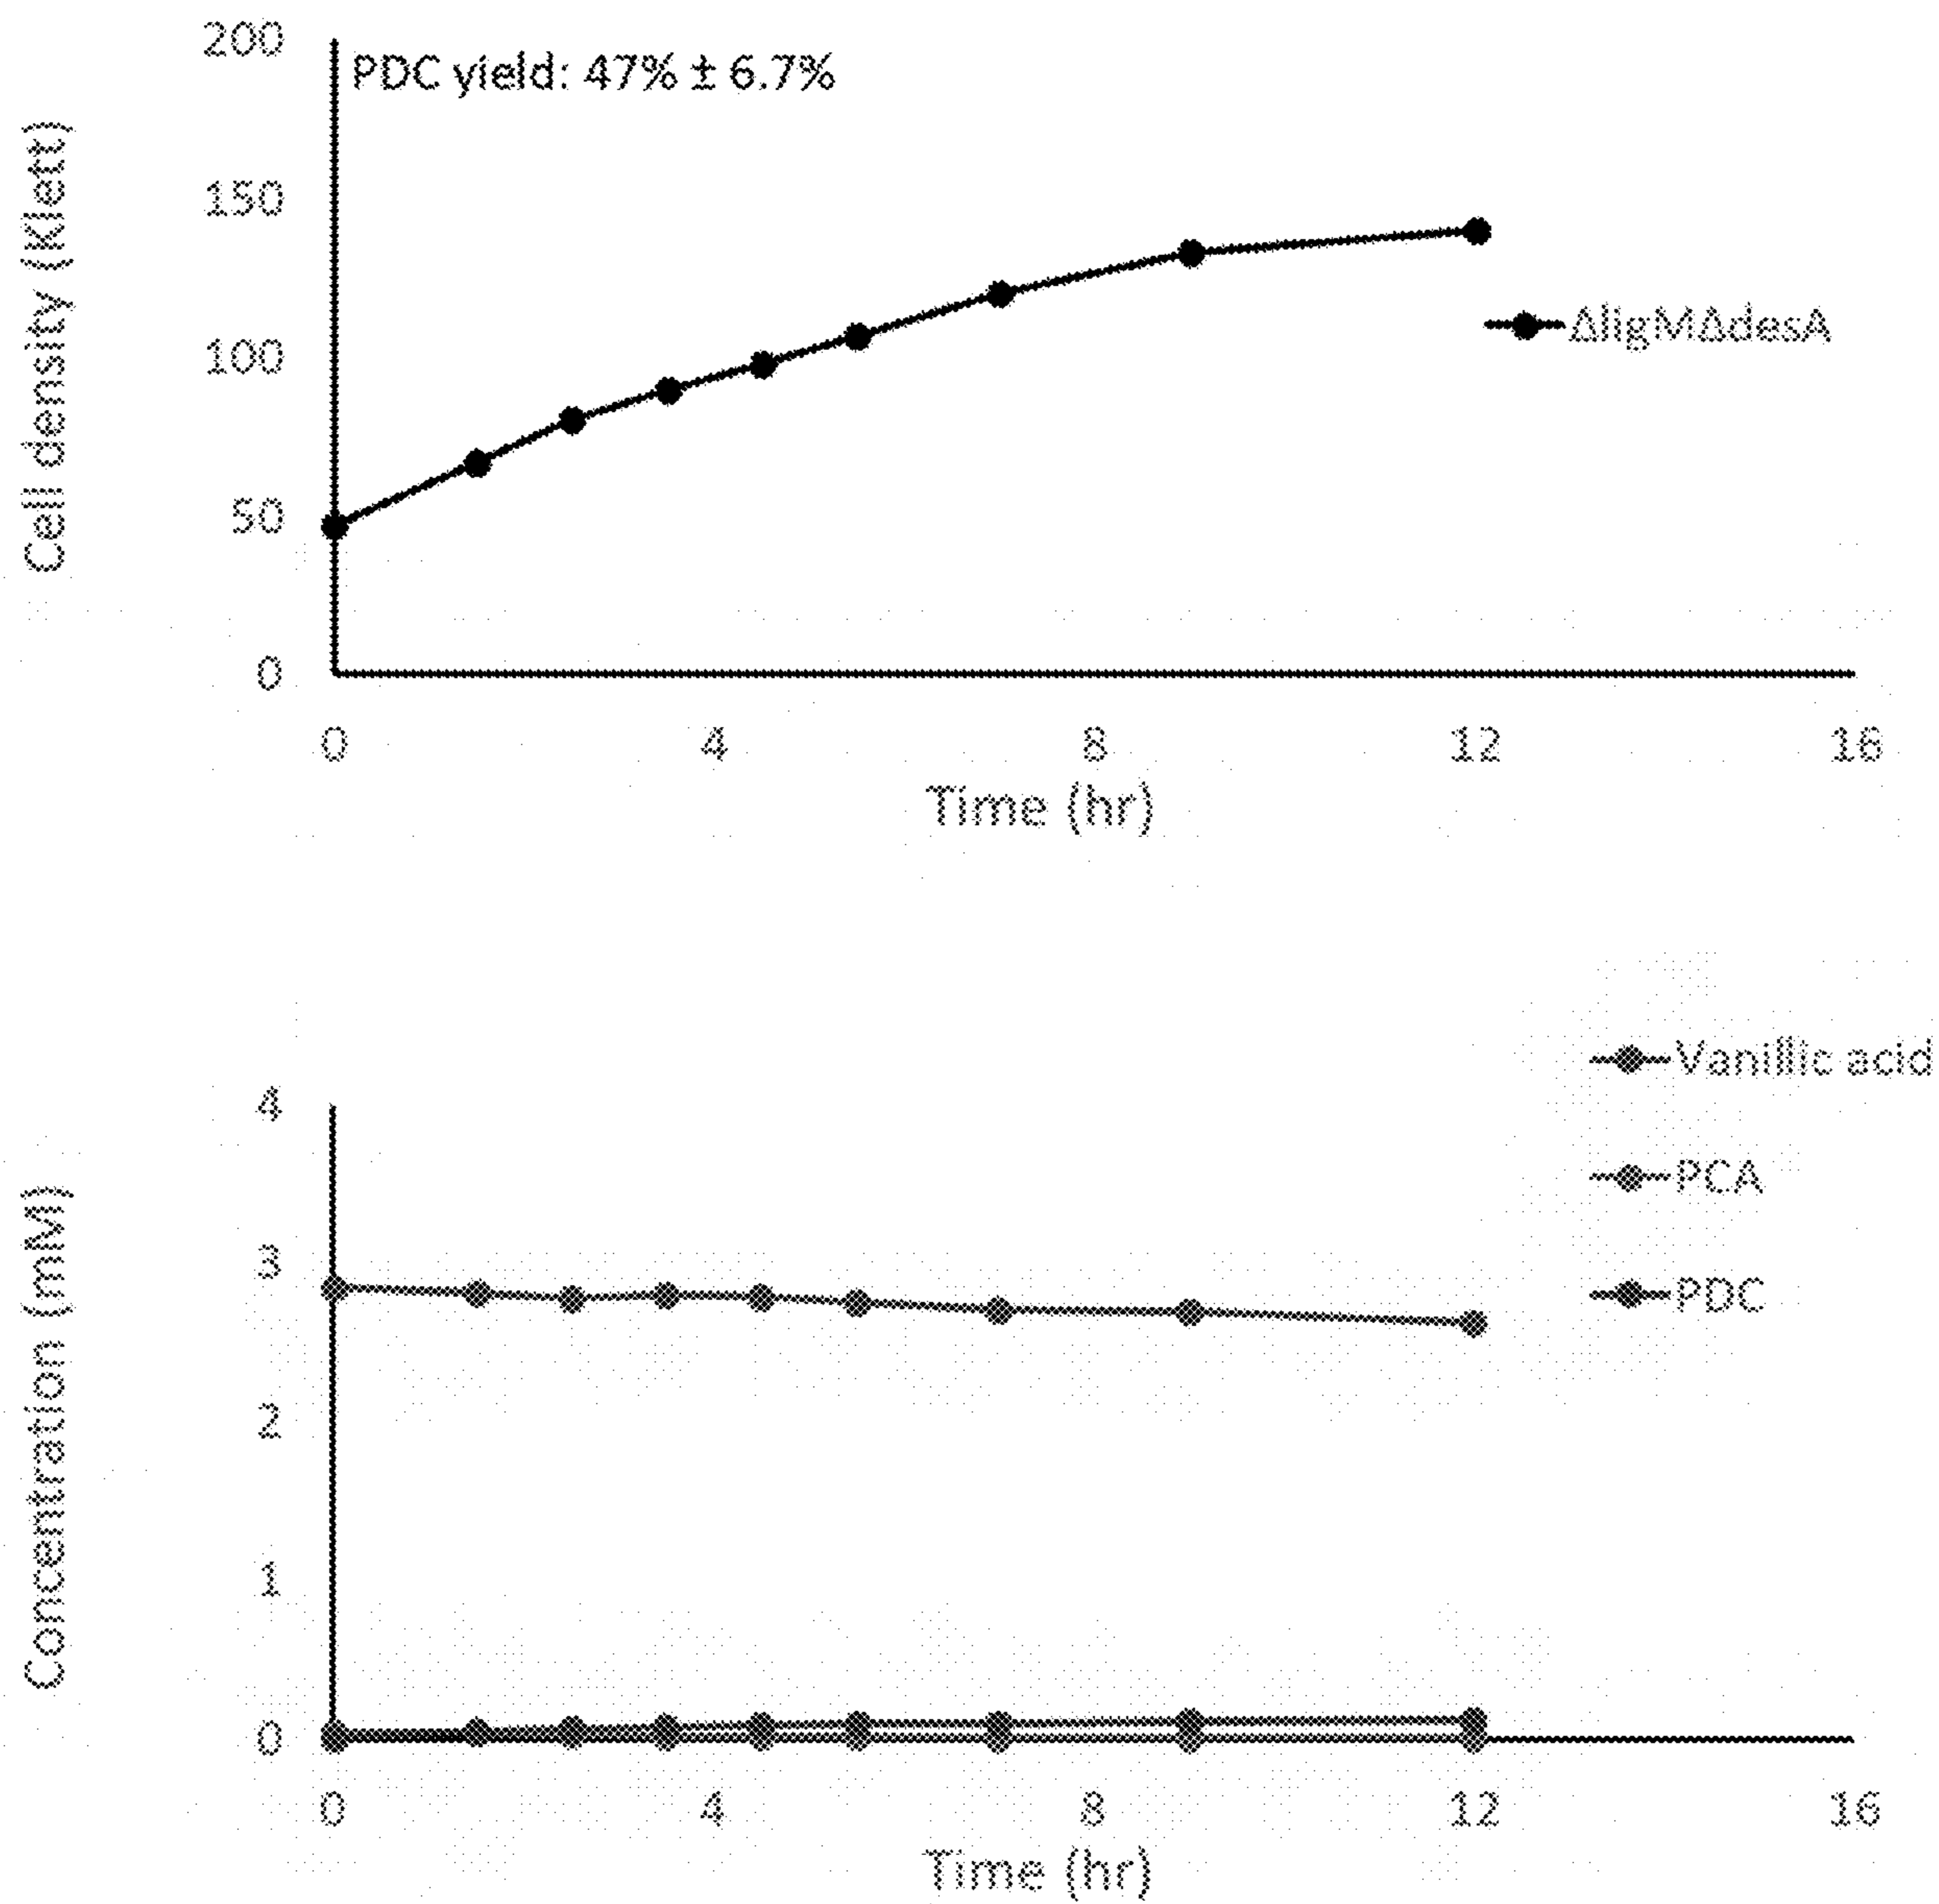 PDC yield: 47% ± 6.7%
Cell density (Klett)
200
150
100
50
0
ΔligMΔdesA
0 4 8 12 16
Time (hr)
Concentration (mM)
4
3
2
1
0
Vanillic acid
PCA
PDC
0 4 8 12 16
Time (hr)